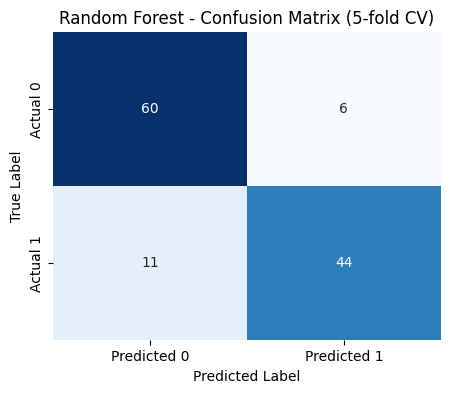 Random Forest - Confusion Matrix (5-fold CV)
True Label
Actual 0
60
6
Actual 1
11
44
Predicted 0
Predicted 1
Predicted Label